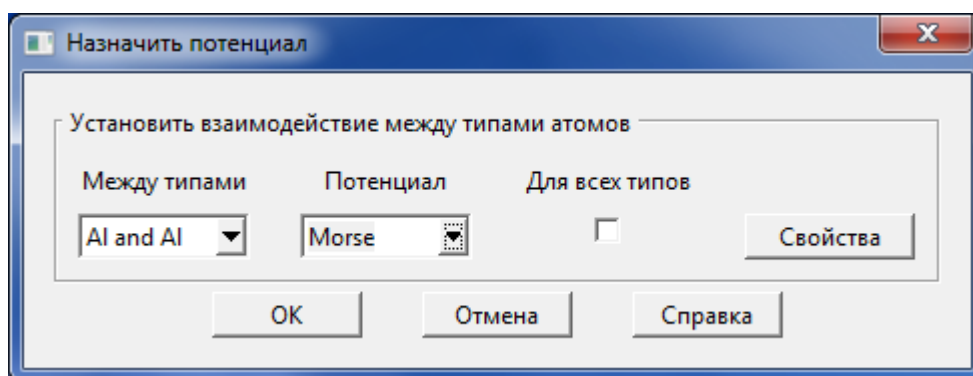 Назначить потенциал
Установить взаимодействие между типами атомов
Между типами Потенциал Для всех типов
Al and Al Morse Свойства
OK Отмена Справка